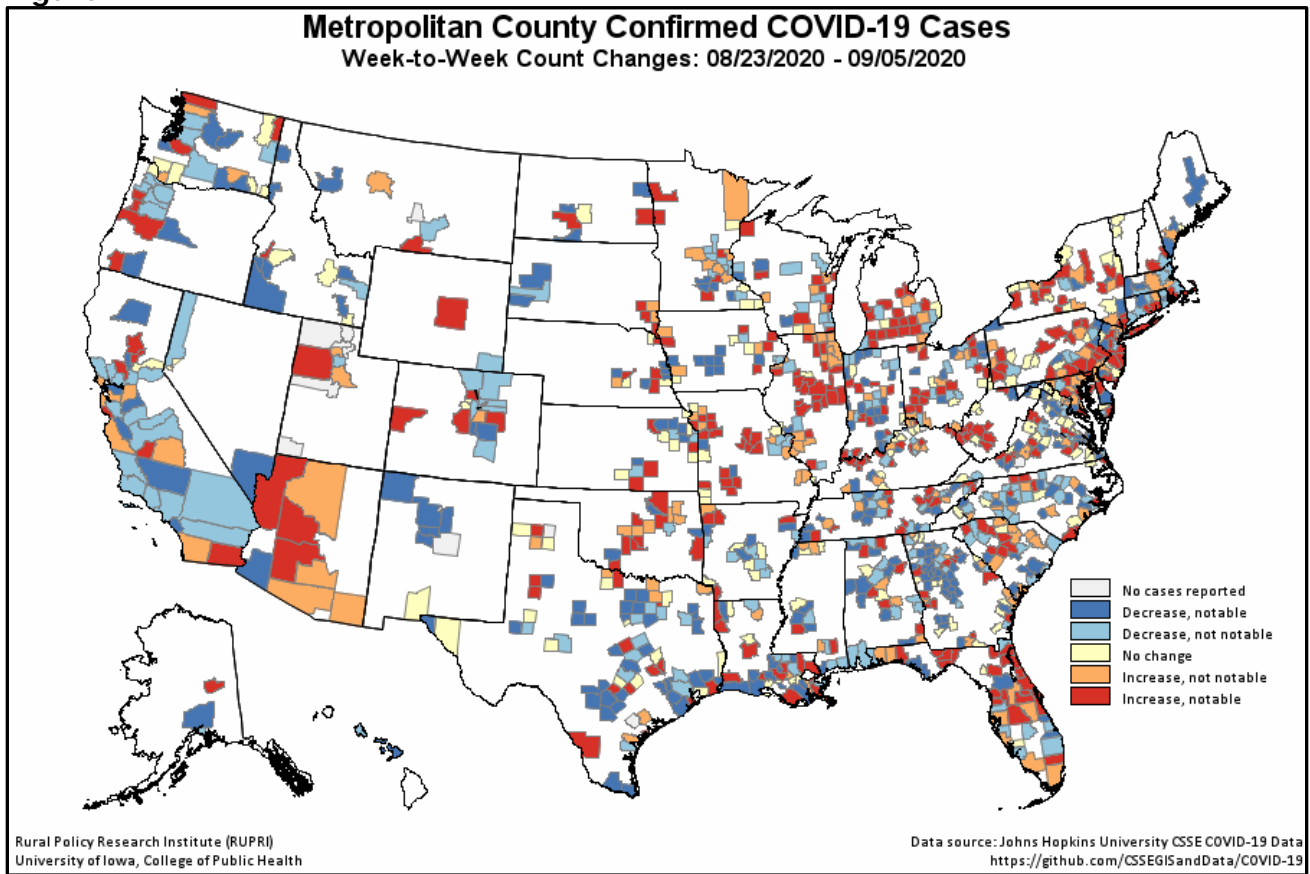 Metropolitan County Confirmed COVID-19 Cases
Week-to-Week Count Changes: 08/23/2020 - 09/05/2020
No cases reported
Decrease, notable
Decrease, not notable
No change
Increase, not notable
Increase, notable
Rural Policy Research Institute (RUPRI)
University of Iowa, College of Public Health
Data source: Johns Hopkins University CSSE COVID-19 Data
https://github.com/CSSEGISandData/COVID-19